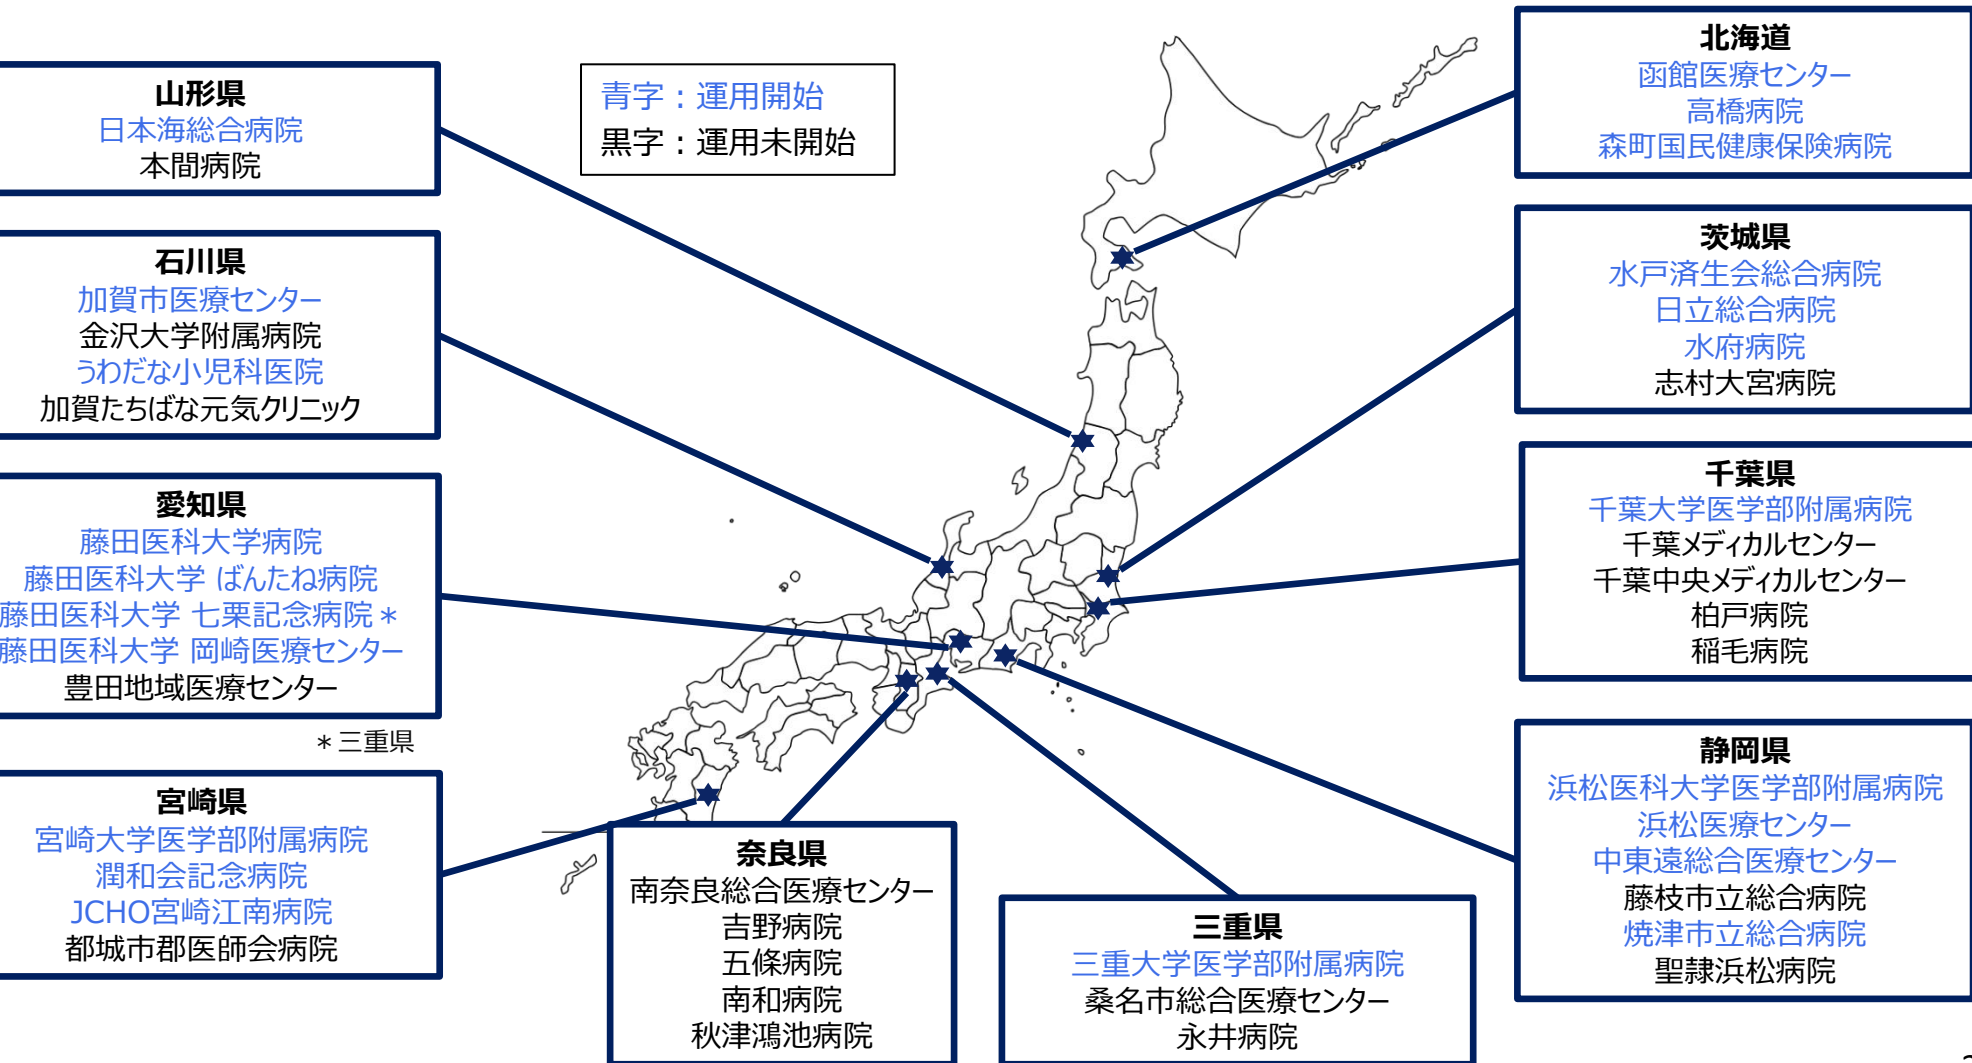 山形県
日本海総合病院
本間病院
青字：運用開始
黒字：運用未開始
北海道
函館医療センター
高橋病院
森町国民健康保険病院
石川県
加賀市医療センター
金沢大学附属病院
うわだな小児科医院
加賀たちばな元気クリニック
茨城県
水戸済生会総合病院
日立総合病院
水府病院
志村大宮病院
愛知県
藤田医科大学病院
藤田医科大学 ばんたね病院
藤田医科大学 七栗記念病院＊
藤田医科大学 岡崎医療センター
豊田地域医療センター
＊三重県
千葉県
千葉大学医学部附属病院
千葉メディカルセンター
千葉中央メディカルセンター
柏戸病院
稲毛病院
宮崎県
宮崎大学医学部附属病院
潤和会記念病院
JCHO宮崎江南病院
都城市郡医師会病院
奈良県
南奈良総合医療センター
吉野病院
五條病院
南和病院
秋津鴻池病院
三重県
三重大学医学部附属病院
桑名市総合医療センター
永井病院
静岡県
浜松医科大学医学部附属病院
浜松医療センター
中東遠総合医療センター
藤枝市立総合病院
焼津市立総合病院
聖隷浜松病院